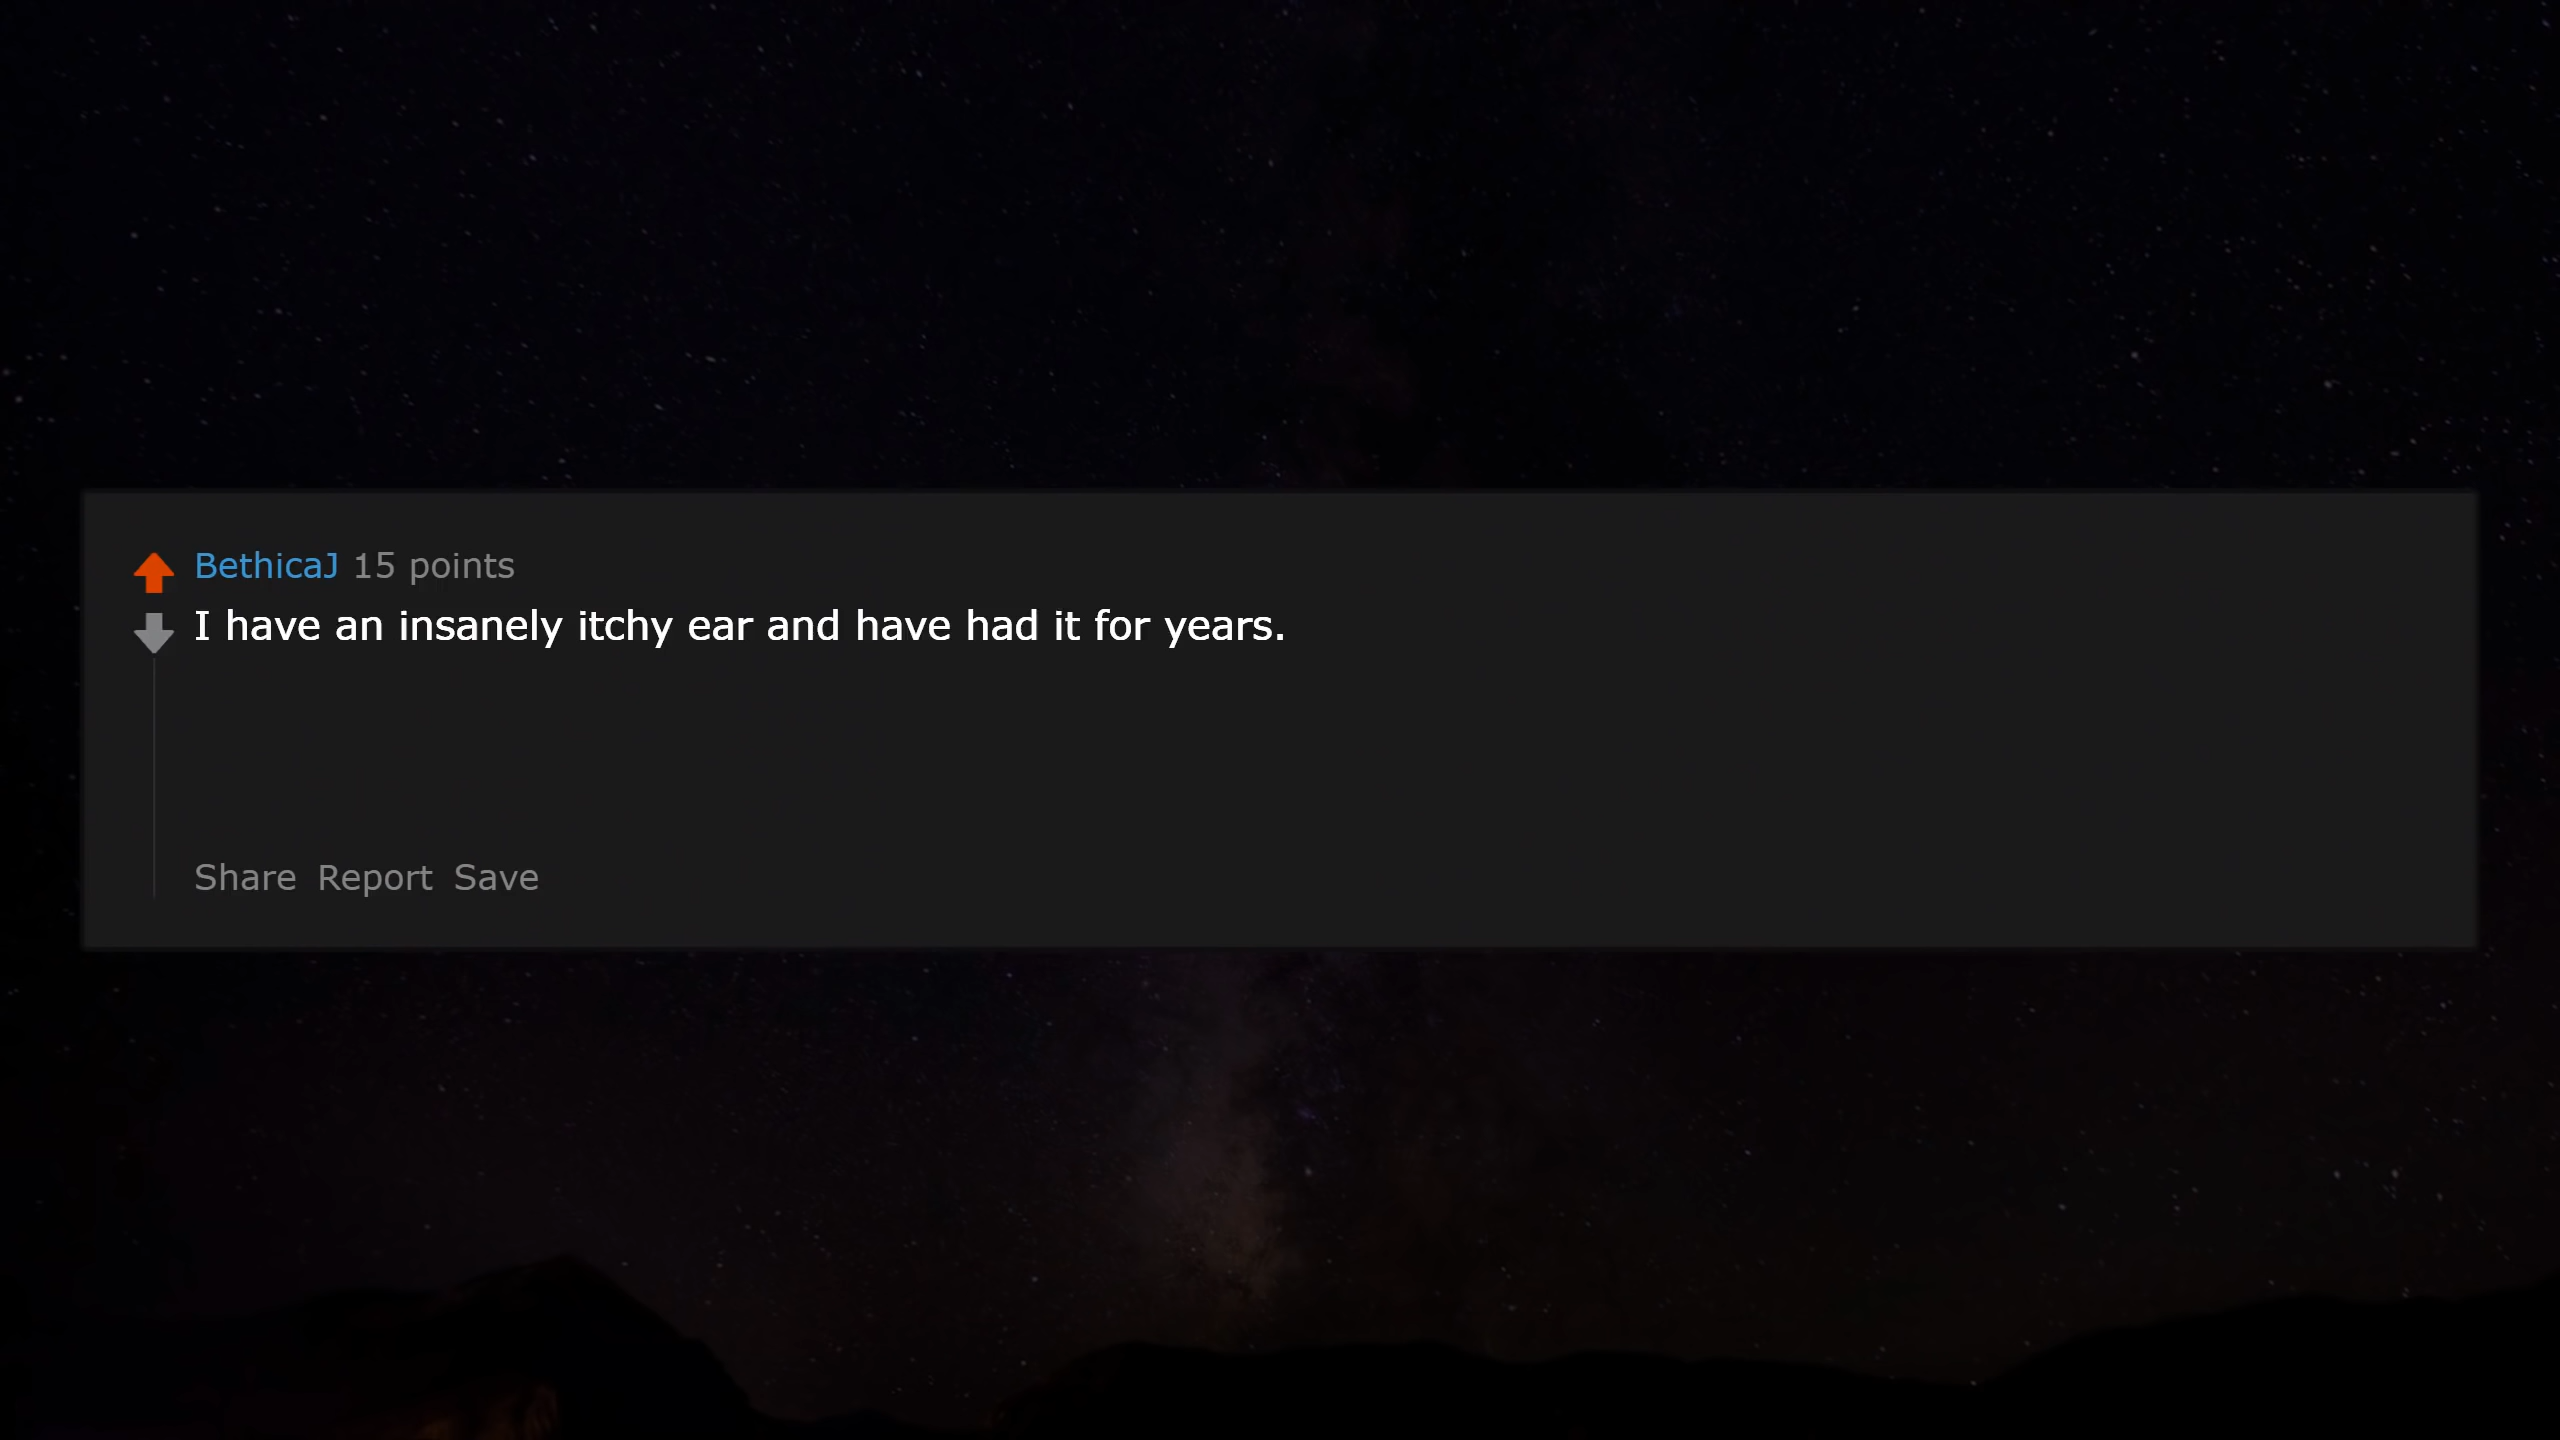 BethicaJ 15 points
I have an insanely itchy ear and have had it for years.
Share Report Save